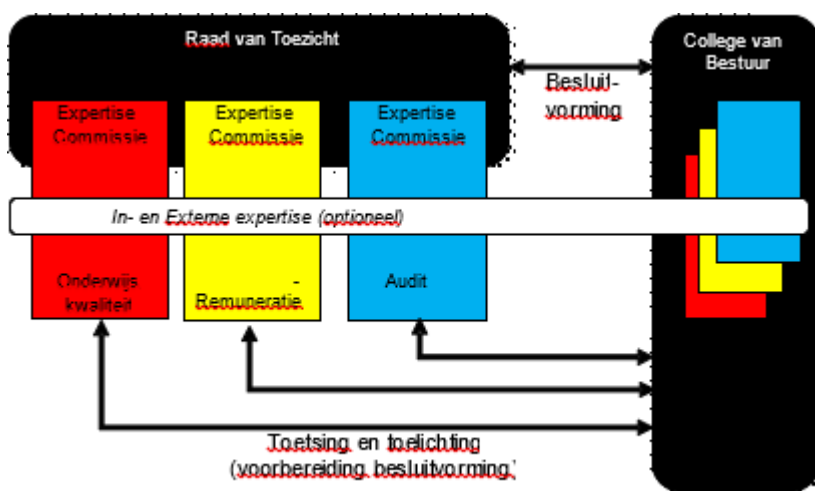 Raad van Toezicht
College van
Bestuur
Besluit-
vorming
Expertise
Commissie
Expertise
Commissie
Expertise
Commissie
In- en Externe expertise (optioneel)
Onderwijs
kwaliteit
-
Remuneratie
Audit
Toetsing en toelichting
(voorbereiding besluitvorming)